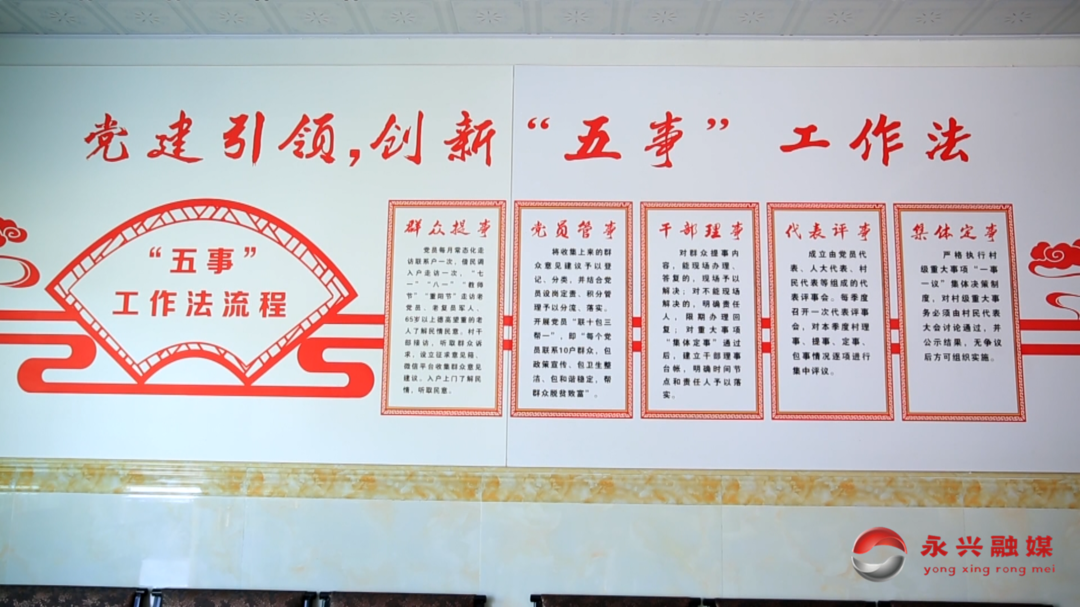 党建引领,创新“五事”工作法
“五事”
工作法流程
群众提事
党员每月常态化走
访联系户一次、侵民调
入户走访一次、“七
一”“八一”“教师
节”“重阳节”走访老
党员、老复员军人、
65岁以上德高望重的老
人了解民情民意。村干
部接访、听取群众诉
求，设立征求意见箱、
微信平台收集群众意见
建议，入户上门了解民
情、听取民意。
党员管事
将收集上来的群
众意见建议予以登
记、分类，并结合党
员设岗定责、积分管
理予以分流、落实。
开展党员“联十包三
帮一”，即“每个党
员联系10户群众，包
政策宣传、包卫生整
洁、包和谐稳定，帮
群众脱贫致富”。
干部理事
对群众提事内
容，能现场办理、
答复的，现场予以
解决；对不能现场
解决的，明确责任
人，限期办理回
复；对重大事项
“集体定事”通过
后，建立干部理事
台帐，明确时间节
点和责任人予以落
实。
代表评事
成立由党员代
表、人大代表、村
民代表等组成的代
表评事会。每季度
召开一次代表评事
会，对本季度村理
事、提事、定事、
包事情况逐项进行
集中评议。
集体定事
严格执行村
级重大事项“一事
一议”集体决策制
度，对村级重大事
务必须由村民代表
大会讨论通过，并
公示结果，无争议
后方可组织实施。
永兴融媒
yong xing rong mei